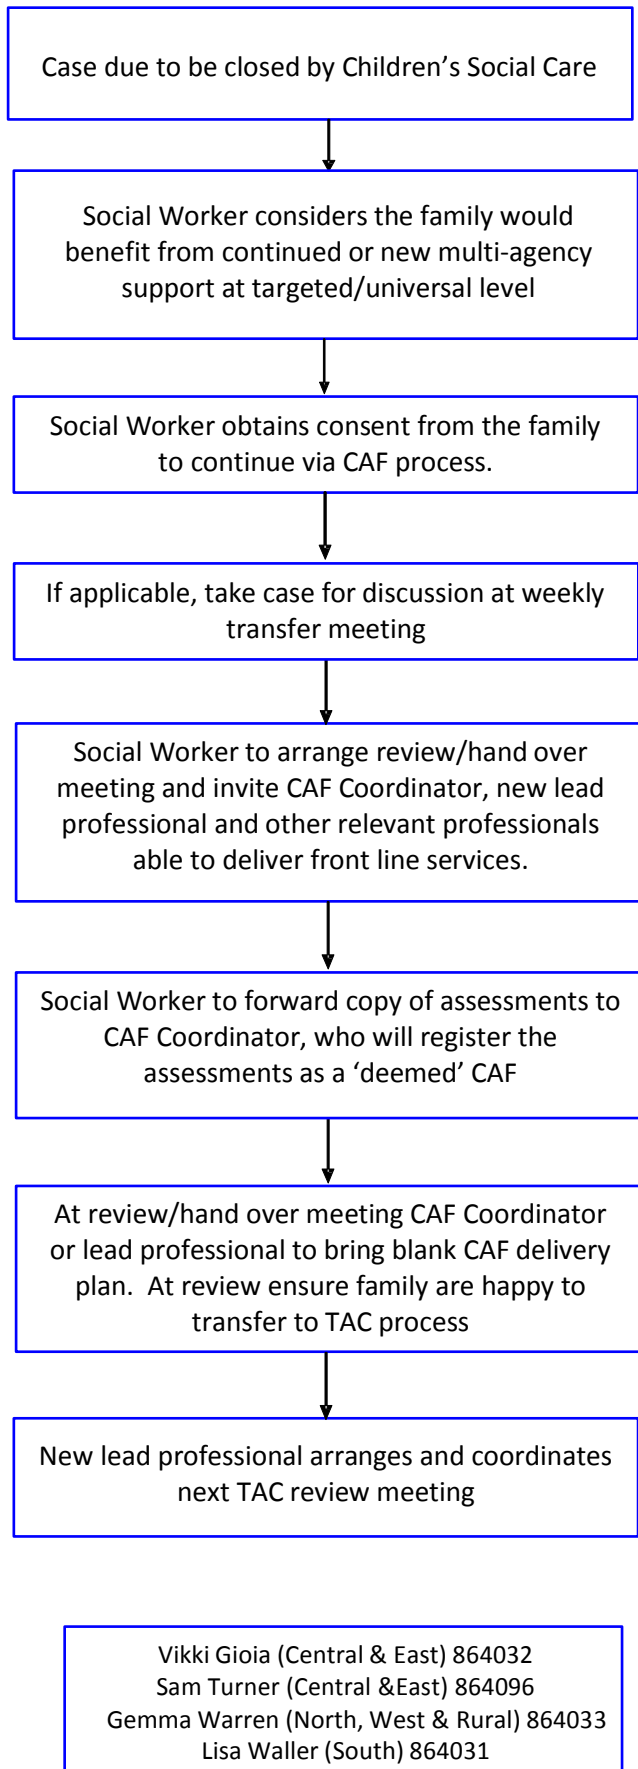 Case due to be closed by Children’s Social Care
Social Worker considers the family would
benefit from continued or new multi-agency
support at targeted/universal level
Social Worker obtains consent from the family
to continue via CAF process.
If applicable, take case for discussion at weekly
transfer meeting
Social Worker to arrange review/hand over
meeting and invite CAF Coordinator, new lead
professional and other relevant professionals
able to deliver front line services.
Social Worker to forward copy of assessments to
CAF Coordinator, who will register the
assessments as a ‘deemed’ CAF
At review/hand over meeting CAF Coordinator
or lead professional to bring blank CAF delivery
plan.  At review ensure family are happy to
transfer to TAC process
New lead professional arranges and coordinates
next TAC review meeting
Vikki Gioia (Central & East) 864032
Sam Turner (Central &East) 864096
Gemma Warren (North, West & Rural) 864033
Lisa Waller (South) 864031